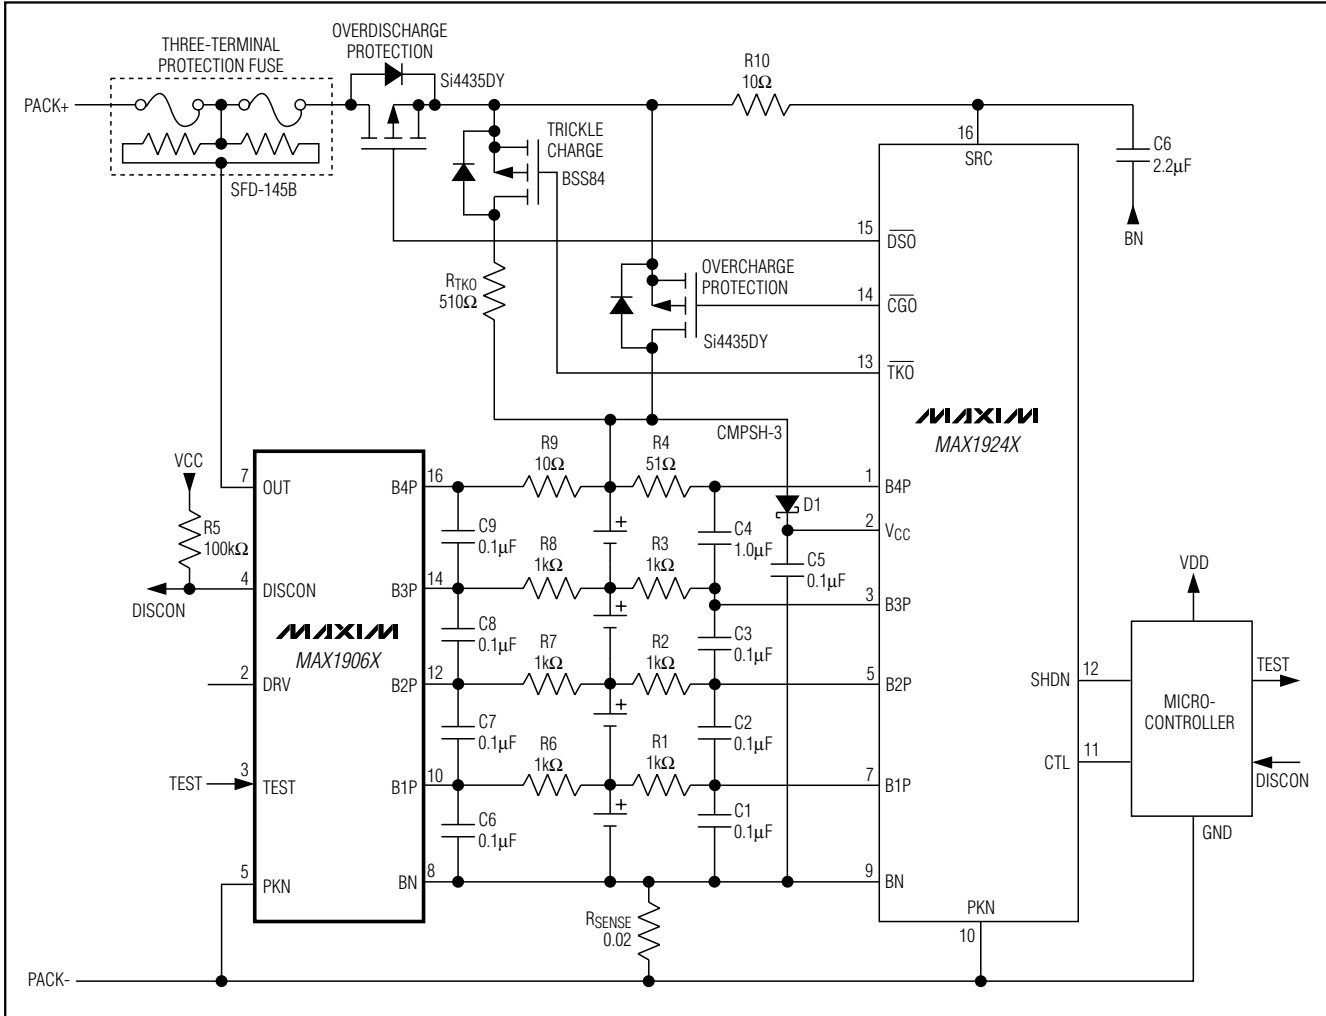 OVERDISCHARGE
PROTECTION
THREE-TERMINAL
PROTECTION FUSE
Si4435DY
R10
10Ω
PACK+
16
SRC
C6
2.2µF
BN
TRICKLE
CHARGE
BSS84
SFD-145B
15
DSO
RTKO
510Ω
OVERCHARGE
PROTECTION
14
CGO
Si4435DY
13
TKO
MAXIM
MAX1924X
CMPSH-3
VCC
R5
100kΩ
7
OUT
B4P
16
R9
10Ω
R4
51Ω
1
B4P
D1
2
VCC
C9
0.1µF
C4
1.0µF
C5
0.1µF
R8
1kΩ
R3
1kΩ
4
DISCON
DISCON
B3P
14
3
B3P
MAXIM
MAX1906X
C8
0.1µF
C3
0.1µF
R7
1kΩ
R2
1kΩ
2
DRV
B2P
12
5
B2P
SHDN
12
VDD
MICRO-
CONTROLLER
TEST
C7
0.1µF
C2
0.1µF
R6
1kΩ
R1
1kΩ
TEST
3
TEST
B1P
10
7
B1P
CTL
11
DISCON
GND
C6
0.1µF
C1
0.1µF
5
PKN
BN
8
9
BN
PKN
10
RSENSE
0.02
PACK-
+
+
+
+